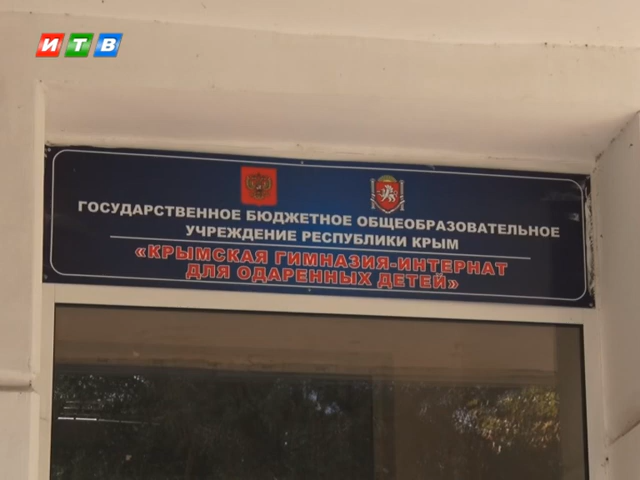 ИТВ
ГОСУДАРСТВЕННОЕ БЮДЖЕТНОЕ ОБЩЕОБРАЗОВАТЕЛЬНОЕ
УЧРЕЖДЕНИЕ РЕСПУБЛИКИ КРЫМ
«КРЫМСКАЯ ГИМНАЗИЯ-ИНТЕРНАТ
ДЛЯ ОДАРЕННЫХ ДЕТЕЙ»